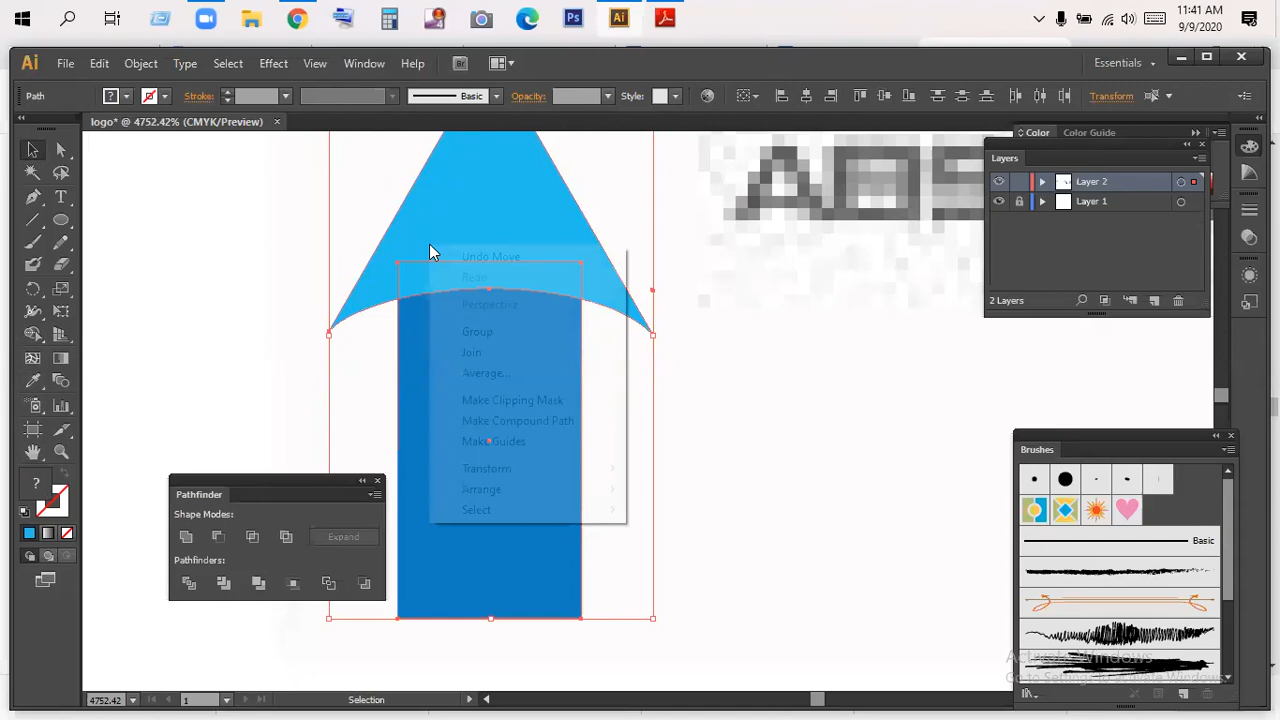 11:41 AM
9/9/2020
Ai File Edit Object Type Select Effect View Window Help Br Essentials
Path ? Stroke: Basic Opacity: Style: Transform
logo* @ 4752.42% (CMYK/Preview)
Color Color Guide
Layers
Layer 2
Layer 1
2 Layers
Undo Move
Redo
Perspective
Group
Join
Average...
Make Clipping Mask
Make Compound Path
Make Guides
Transform
Arrange
Select
Pathfinder
Shape Modes:
Expand
Pathfinders:
Brushes
Basic
Activate Windows
Go to Settings to activate Windows.
4752.42 1 Selection